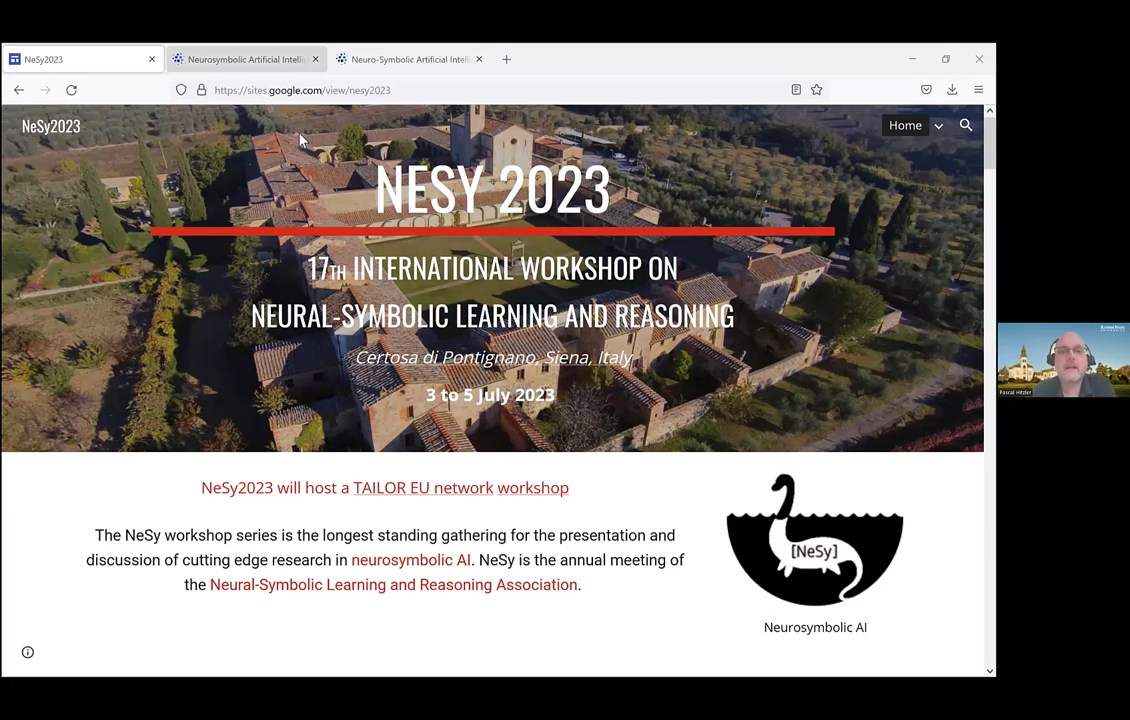 NeSy2023
Neurosymbolic Artificial Intelli
Neuro-Symbolic Artificial Intelli
https://sites.google.com/view/nesy2023
NeSy2023
Home
NESY 2023
17TH INTERNATIONAL WORKSHOP ON
NEURAL-SYMBOLIC LEARNING AND REASONING
Certosa di Pontignano, Siena, Italy
3 to 5 July 2023
Pascal Hitzler
NeSy2023 will host a TAILOR EU network workshop
The NeSy workshop series is the longest standing gathering for the presentation and
discussion of cutting edge research in neurosymbolic AI. NeSy is the annual meeting of
the Neural-Symbolic Learning and Reasoning Association.
[NeSy]
Neurosymbolic AI